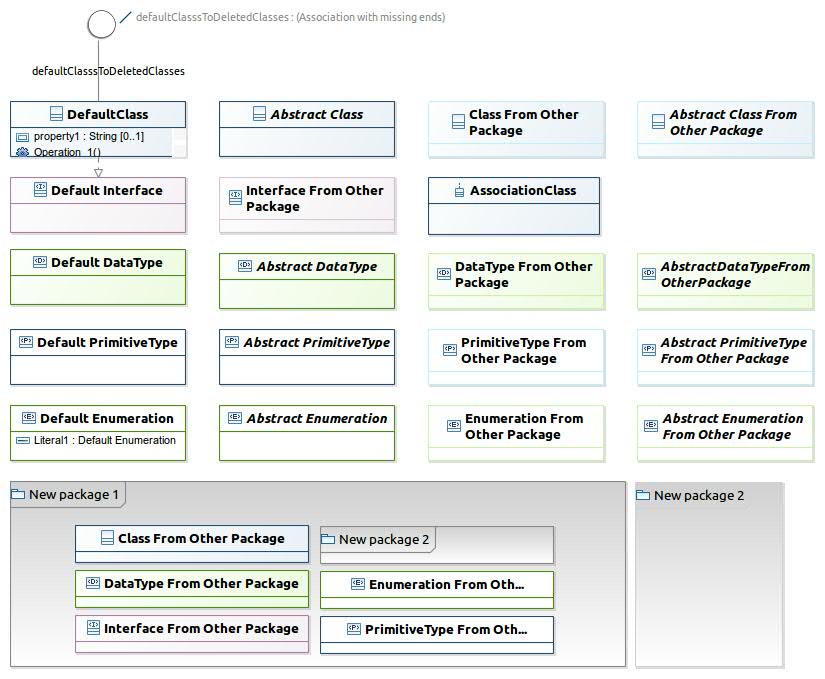 defaultClasssToDeletedClasses : (Association with missing ends)
defaultClasssToDeletedClasses
DefaultClass
property1 : String [0..1]
Operation_1()
Abstract Class
Class From Other
Package
Abstract Class From
Other Package
Default Interface
Interface From Other
Package
AssociationClass
Default DataType
Abstract DataType
DataType From Other
Package
AbstractDataTypeFrom
OtherPackage
Default PrimitiveType
Abstract PrimitiveType
PrimitiveType From
Other Package
Abstract PrimitiveType
From Other Package
Default Enumeration
Literal1 : Default Enumeration
Abstract Enumeration
Enumeration From
Other Package
Abstract Enumeration
From Other Package
New package 1
Class From Other Package
DataType From Other Package
Interface From Other Package
New package 2
Enumeration From Oth...
PrimitiveType From Oth...
New package 2